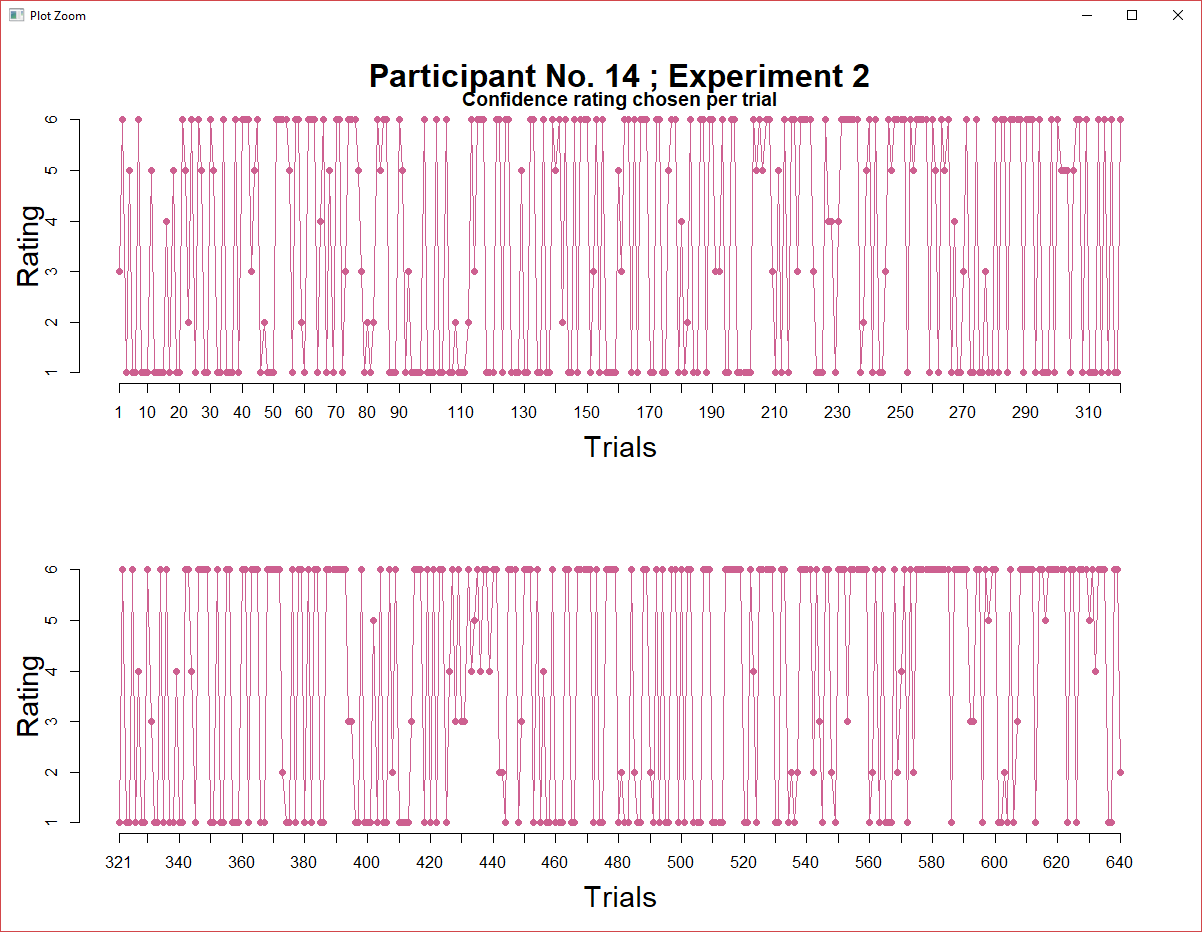 Plot Zoom
Participant No. 14 ; Experiment 2
Confidence rating chosen per trial
6
5
4
3
2
1
Rating
1 10 20 30 40 50 60 70 80 90 110 130 150 170 190 210 230 250 270 290 310
Trials
6
5
4
3
2
1
Rating
321 340 360 380 400 420 440 460 480 500 520 540 560 580 600 620 640
Trials